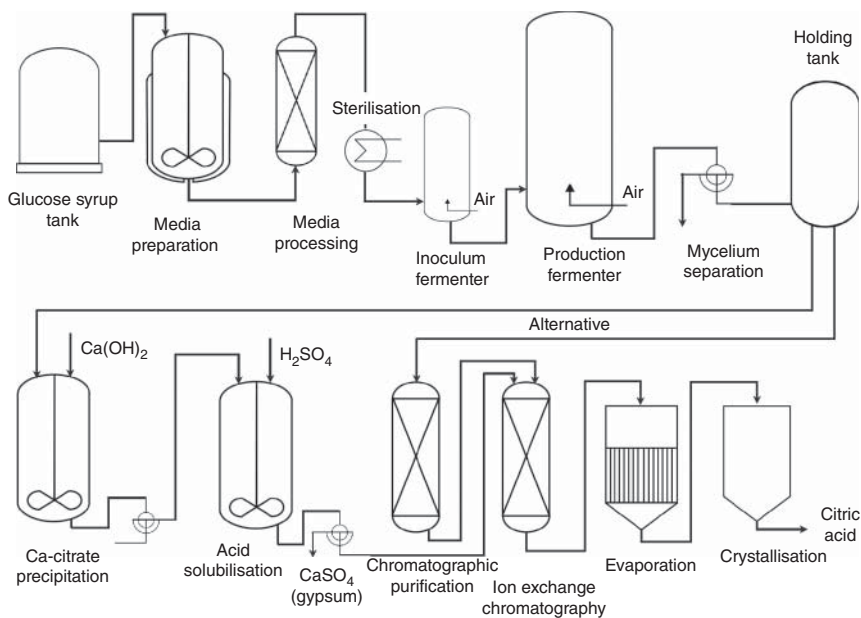 Holding
tank
Sterilisation
Glucose syrup
tank
Media
preparation
Media
processing
Air
Inoculum
fermenter
Air
Production
fermenter
Mycelium
separation
Alternative
Ca(OH)₂
H₂SO₄
Ca-citrate
precipitation
Acid
solubilisation
CaSO₄
(gypsum)
Chromatographic
purification
Ion exchange
chromatography
Evaporation
Crystallisation
Citric
acid